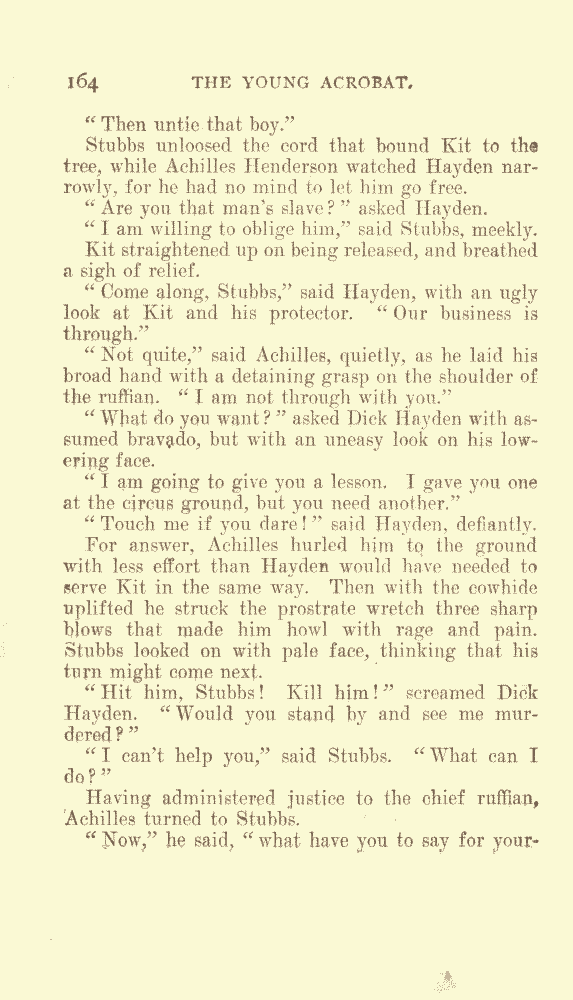 164 THE YOUNG ACROBAT.
“Then untie that boy.”
Stubbs unloosed the cord that bound Kit to the
tree, while Achilles Henderson watched Hayden nar-
rowly, for he had no mind to let him go free.
“Are you that man's slave?” asked Hayden.
“I am willing to oblige him,” said Stubbs, meekly.
Kit straightened up on being released, and breathed
a sigh of relief.
“Come along, Stubbs,” said Hayden, with an ugly
look at Kit and his protector. “Our business is
through.”
“Not quite,” said Achilles, quietly, as he laid his
broad hand with a detaining grasp on the shoulder of
the ruffian. “I am not through with you.”
“What do you want?” asked Dick Hayden with as-
sumed bravado, but with an uneasy look on his low-
ering face.
“I am going to give you a lesson. I gave you one
at the circus ground, but you need another.”
“Touch me if you dare!” said Hayden, defiantly.
For answer, Achilles hurled him to the ground
with less effort than Hayden would have needed to
serve Kit in the same way. Then with the cowhide
uplifted he struck the prostrate wretch three sharp
blows that made him howl with rage and pain.
Stubbs looked on with pale face, thinking that his
turn might come next.
“Hit him, Stubbs! Kill him!” screamed Dick
Hayden. “Would you stand by and see me mur-
dered?”
“I can't help you,” said Stubbs. “What can I
do?”
Having administered justice to the chief ruffian,
Achilles turned to Stubbs.
“Now,” he said, “what have you to say for your-